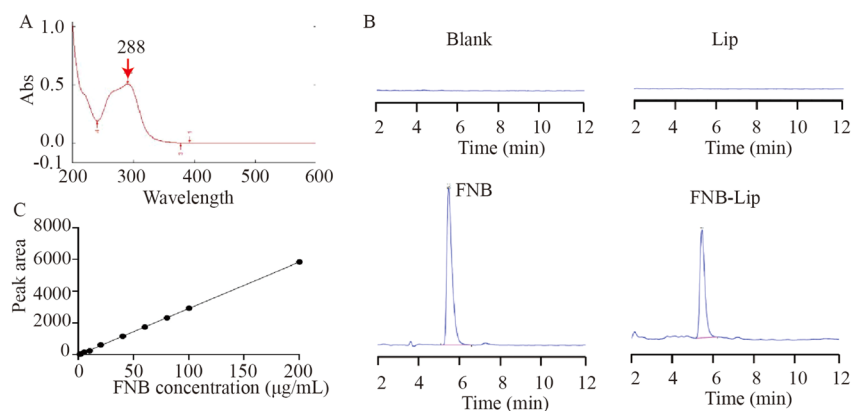 A
288
Abs
1.0
0.5
0.0
-0.1
200 300 400 500 600
Wavelength
B
Blank
2 4 6 8 10 12
Time (min)
Lip
2 4 6 8 10 12
Time (min)
FNB
2 4 6 8 10 12
Time (min)
FNB-Lip
2 4 6 8 10 12
Time (min)
C
Peak area
8000
6000
4000
2000
0
0 50 100 150 200
FNB concentration (μg/mL)